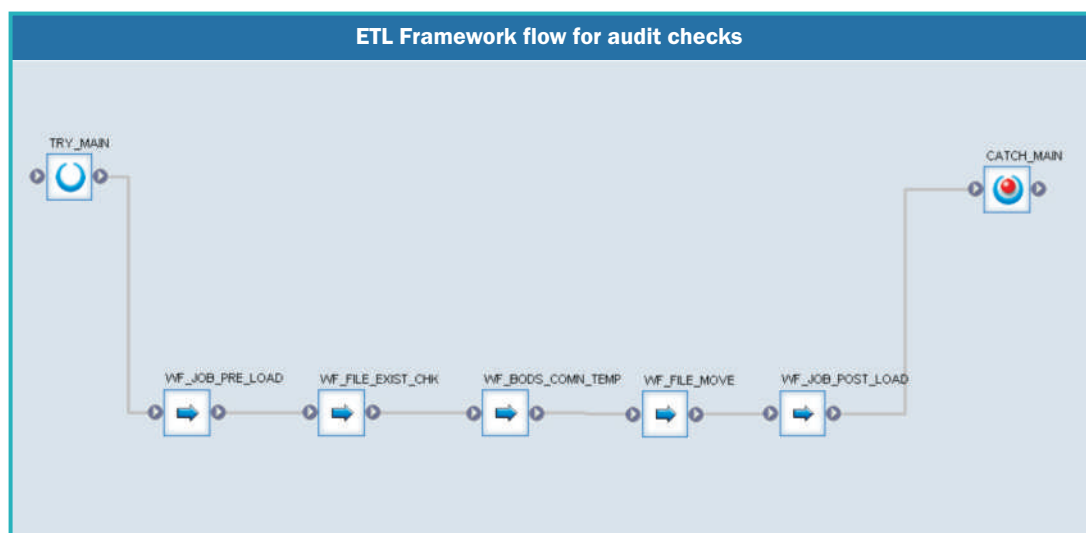 ETL Framework flow for audit checks
TRY_MAIN
CATCH_MAIN
WF_JOB_PRE_LOAD
WF_FILE_EXIST_CHK
WF_BODS_COMN_TEMP
WF_FILE_MOVE
WF_JOB_POST_LOAD